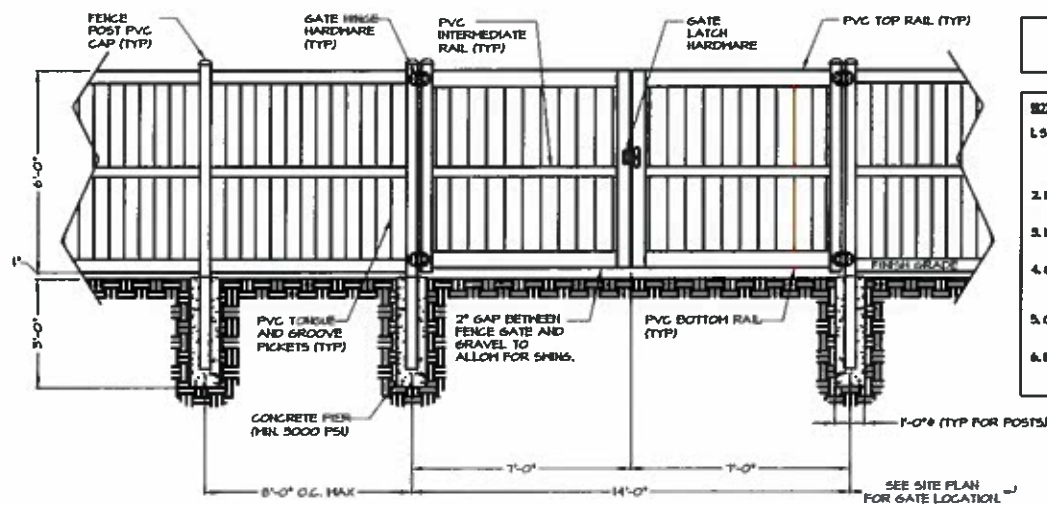 FENCE
POST PVC
CAP (TYP)
GATE HINGE
HARDWARE
(TYP)
PVC
INTERMEDIATE
RAIL (TYP)
GATE
LATCH
HARDWARE
PVC TOP RAIL (TYP)
6'-0"
FINISH GRADE
3'-0"
PVC TONGUE
AND GROOVE
PICKETS (TYP)
2" GAP BETWEEN
FENCE GATE AND
GRAVEL TO
ALLOW FOR SWING.
PVC BOTTOM RAIL
(TYP)
CONCRETE PIER
(MIN. 3000 PSI)
1'-0"ø (TYP FOR POSTS)
7'-0"
7'-0"
8'-0" O.C. MAX
14'-0"
SEE SITE PLAN
FOR GATE LOCATION.